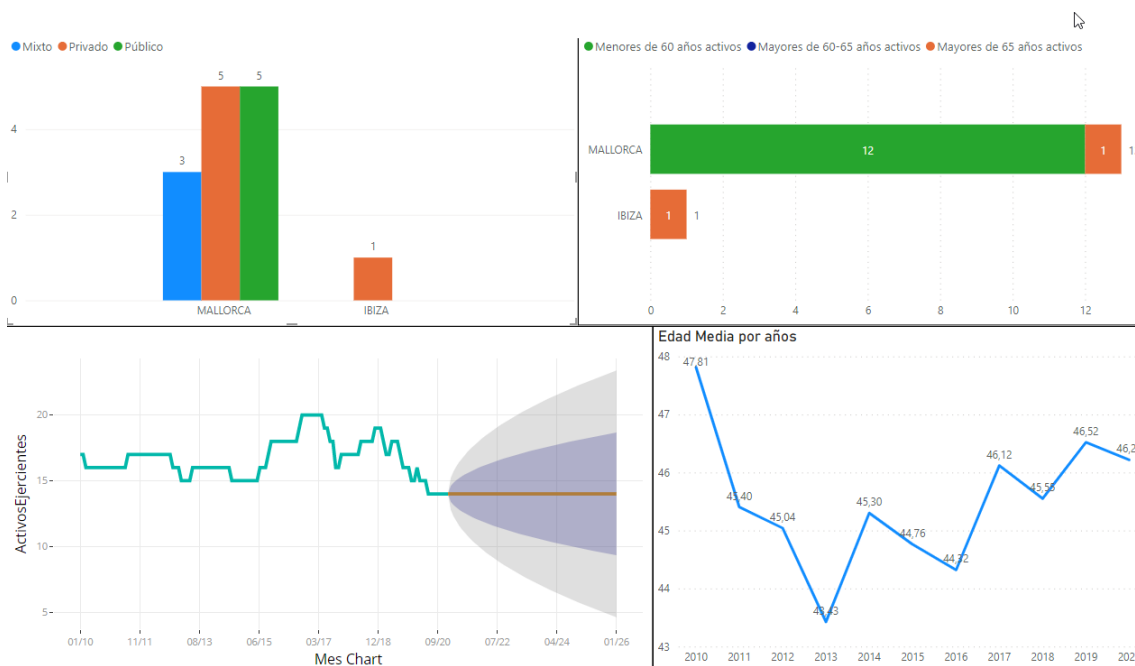 Mixto Privado Público
5 5
4
3
2
1
0
MALLORCA IBIZA
Menores de 60 años activos Mayores de 60-65 años activos Mayores de 65 años activos
MALLORCA 12 1 1
IBIZA 1 1
0 2 4 6 8 10 12
20
15
10
5
ActivosEjercientes
01/10 11/11 08/13 06/15 03/17 12/18 09/20 07/22 04/24 01/26
Mes Chart
Edad Media por años
48
47
46
45
44
43
47,81
45,40
45,04
43,43
45,30
44,76
44,32
46,12
45,55
46,52
46,2
2010 2011 2012 2013 2014 2015 2016 2017 2018 2019 202